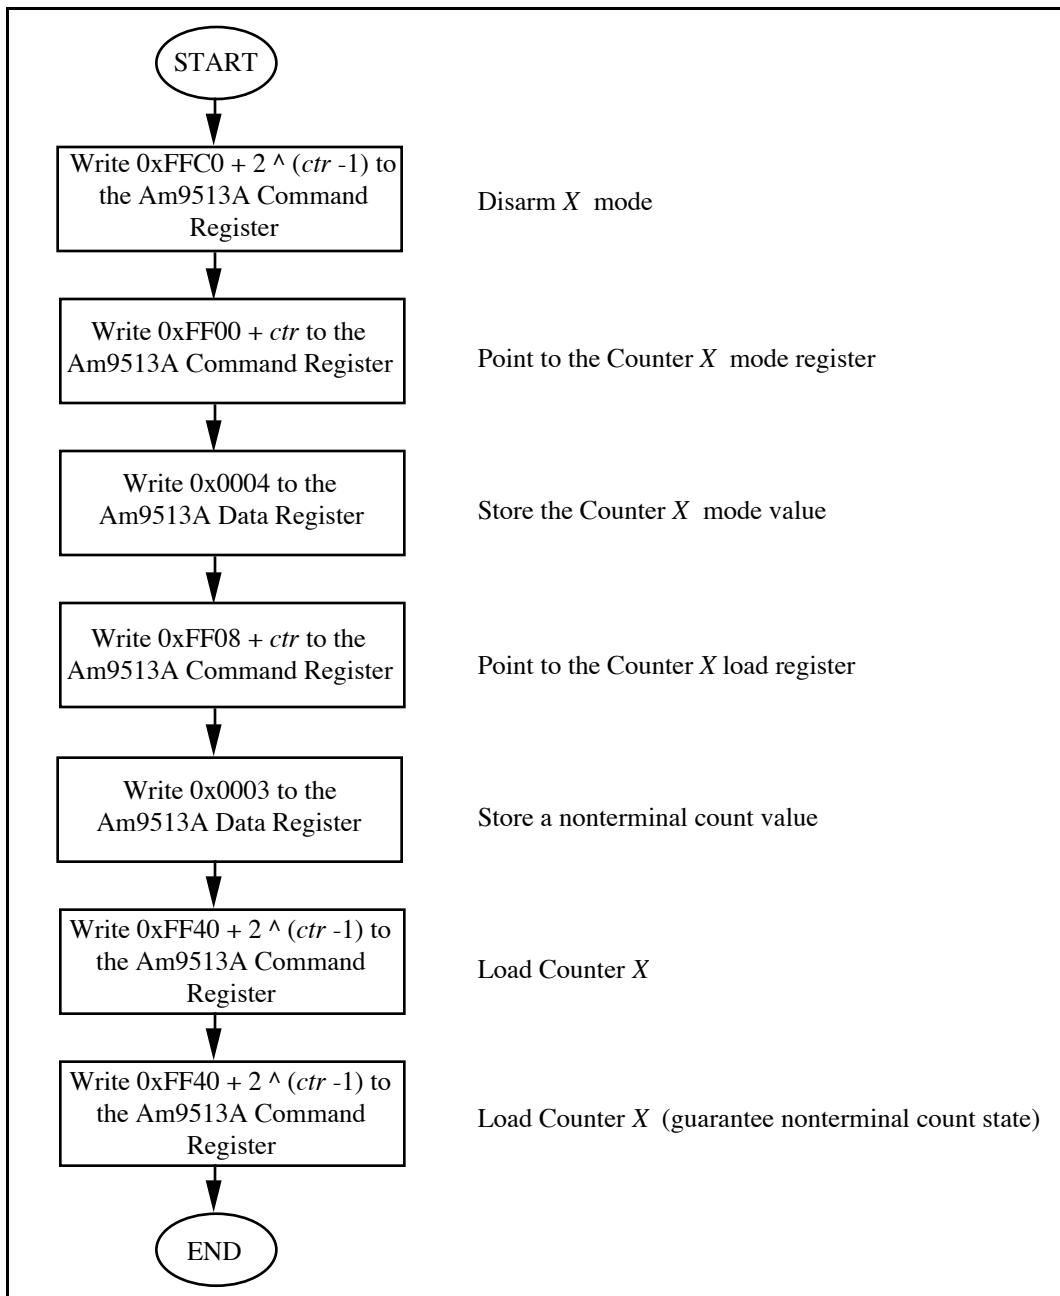 START
Write 0xFFC0 + 2 ^ (ctr -1) to
the Am9513A Command
Register
Disarm X mode
Write 0xFF00 + ctr to the
Am9513A Command Register
Point to the Counter X mode register
Write 0x0004 to the
Am9513A Data Register
Store the Counter X mode value
Write 0xFF08 + ctr to the
Am9513A Command Register
Point to the Counter X load register
Write 0x0003 to the
Am9513A Data Register
Store a nonterminal count value
Write 0xFF40 + 2 ^ (ctr -1) to
the Am9513A Command
Register
Load Counter X
Write 0xFF40 + 2 ^ (ctr -1) to
the Am9513A Command
Register
Load Counter X (guarantee nonterminal count state)
END